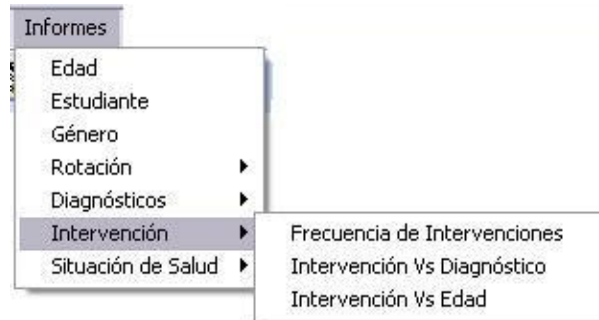 Informes
Edad
Estudiante
Género
Rotación
Diagnósticos
Intervención
Situación de Salud
Frecuencia de Intervenciones
Intervención Vs Diagnóstico
Intervención Vs Edad